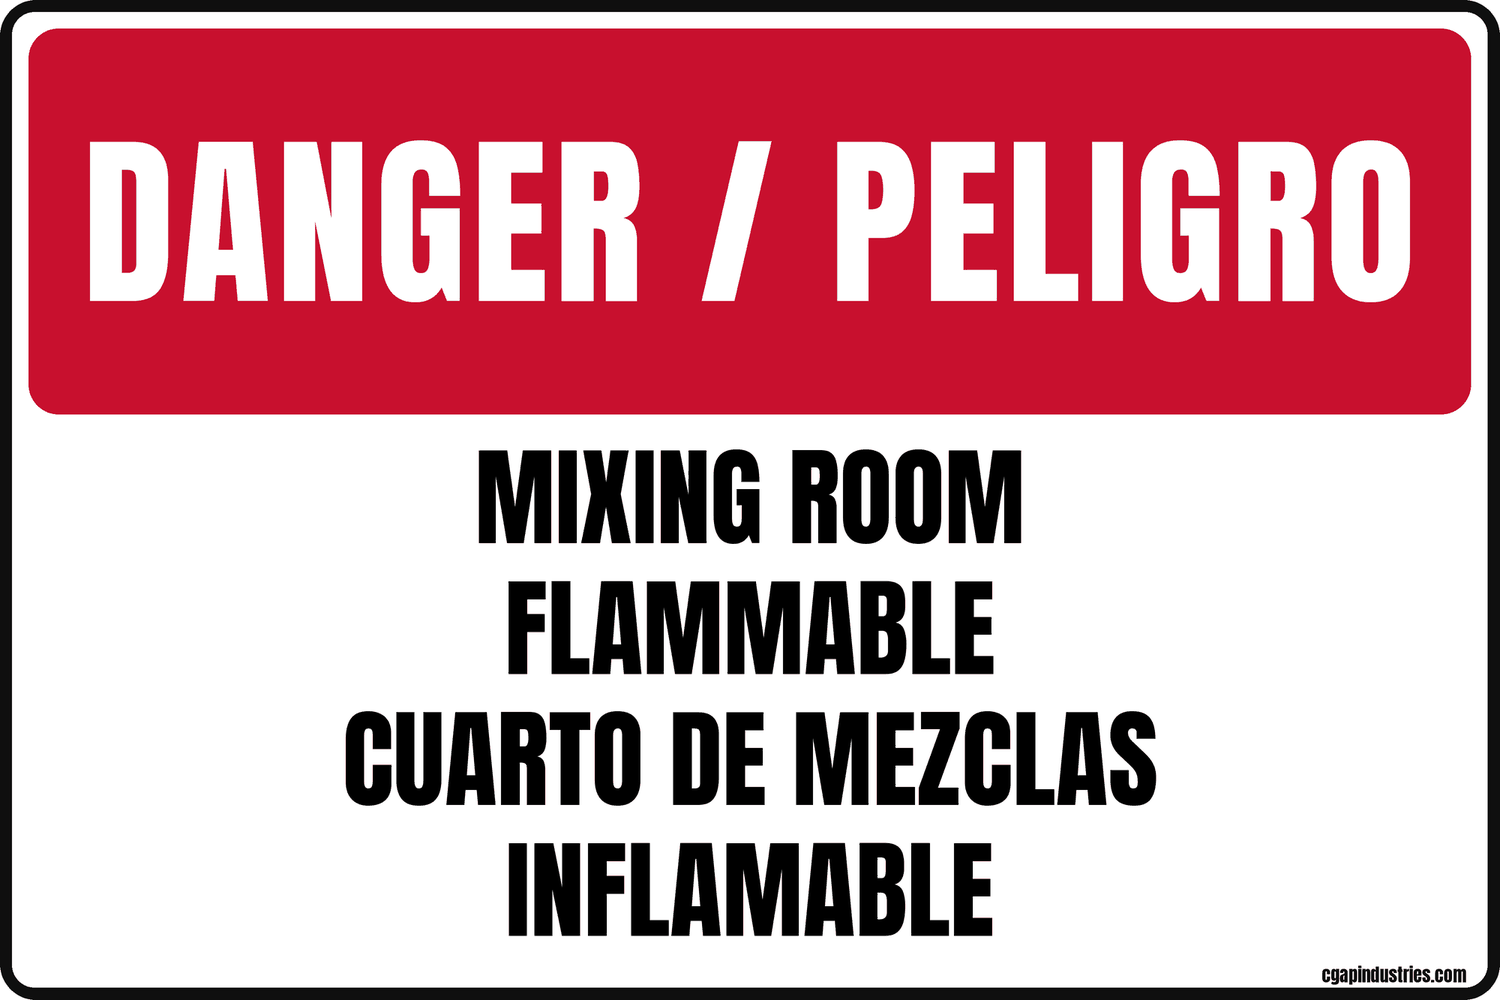 DANGER / PELIGRO
MIXING ROOM
FLAMMABLE
CUARTO DE MEZCLAS
INFLAMABLE
cgapindustries.com